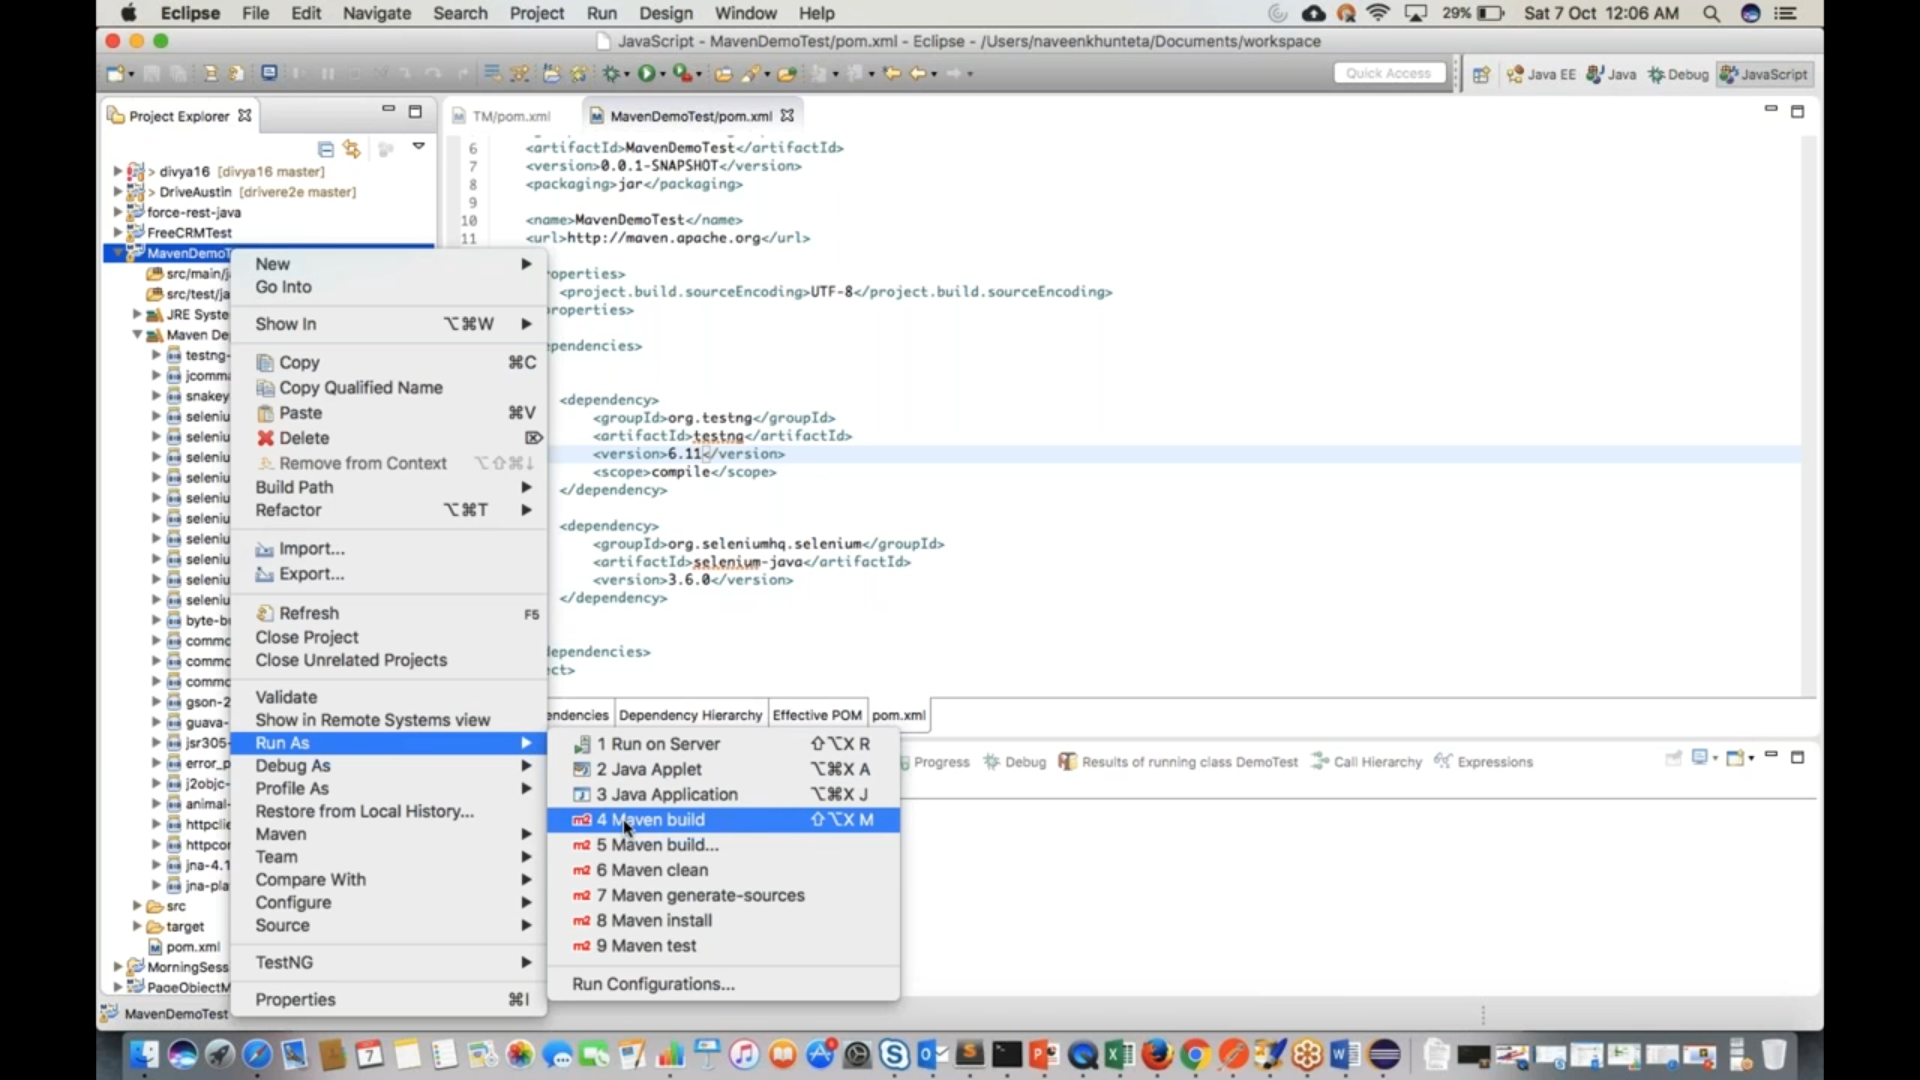 Eclipse File Edit Navigate Search Project Run Design Window Help
29% Sat 7 Oct 12:06 AM
JavaScript - MavenDemoTest/pom.xml - Eclipse - /Users/naveenkhunteta/Documents/workspace
Quick Access
Java EE Java Debug JavaScript
Project Explorer
TM/pom.xml
MavenDemoTest/pom.xml
> divya16 [divya16 master]
> DriveAustin [drivere2e master]
force-rest-java
FreeCRMTest
MavenDemoT
src/main/j
src/test/ja
JRE Syste
Maven De
testng-
jcomma
snakey
seleniu
seleniu
seleniu
seleniu
seleniu
seleniu
seleniu
seleniu
seleniu
seleniu
byte-bu
commo
commo
commo
gson-2
guava-
jsr305-
error_p
j2objc-
animal-
httpclie
httpcor
jna-4.1
jna-pla
src
target
pom.xml
MorningSess
PageObjectM
MavenDemoTest
6 <artifactId>MavenDemoTest</artifactId>
7 <version>0.0.1-SNAPSHOT</version>
8 <packaging>jar</packaging>
9
10 <name>MavenDemoTest</name>
11 <url>http://maven.apache.org</url>
roperties>
<project.build.sourceEncoding>UTF-8</project.build.sourceEncoding>
properties>
pendencies>
<dependency>
<groupId>org.testng</groupId>
<artifactId>testng</artifactId>
<version>6.11</version>
<scope>compile</scope>
</dependency>
<dependency>
<groupId>org.seleniumhq.selenium</groupId>
<artifactId>selenium-java</artifactId>
<version>3.6.0</version>
</dependency>
dependencies>
ect>
endencies Dependency Hierarchy Effective POM pom.xml
Progress Debug Results of running class DemoTest Call Hierarchy Expressions
New
Go Into
Show In ⌥⌘W
Copy ⌘C
Copy Qualified Name
Paste ⌘V
Delete ⌦
Remove from Context ⌥⇧⌘↓
Build Path
Refactor ⌥⌘T
Import...
Export...
Refresh F5
Close Project
Close Unrelated Projects
Validate
Show in Remote Systems view
Run As
Debug As
Profile As
Restore from Local History...
Maven
Team
Compare With
Configure
Source
TestNG
Properties ⌘I
1 Run on Server ⇧⌥X R
2 Java Applet ⌥⌘X A
3 Java Application ⌥⌘X J
4 Maven build ⇧⌥X M
5 Maven build...
6 Maven clean
7 Maven generate-sources
8 Maven install
9 Maven test
Run Configurations...
7